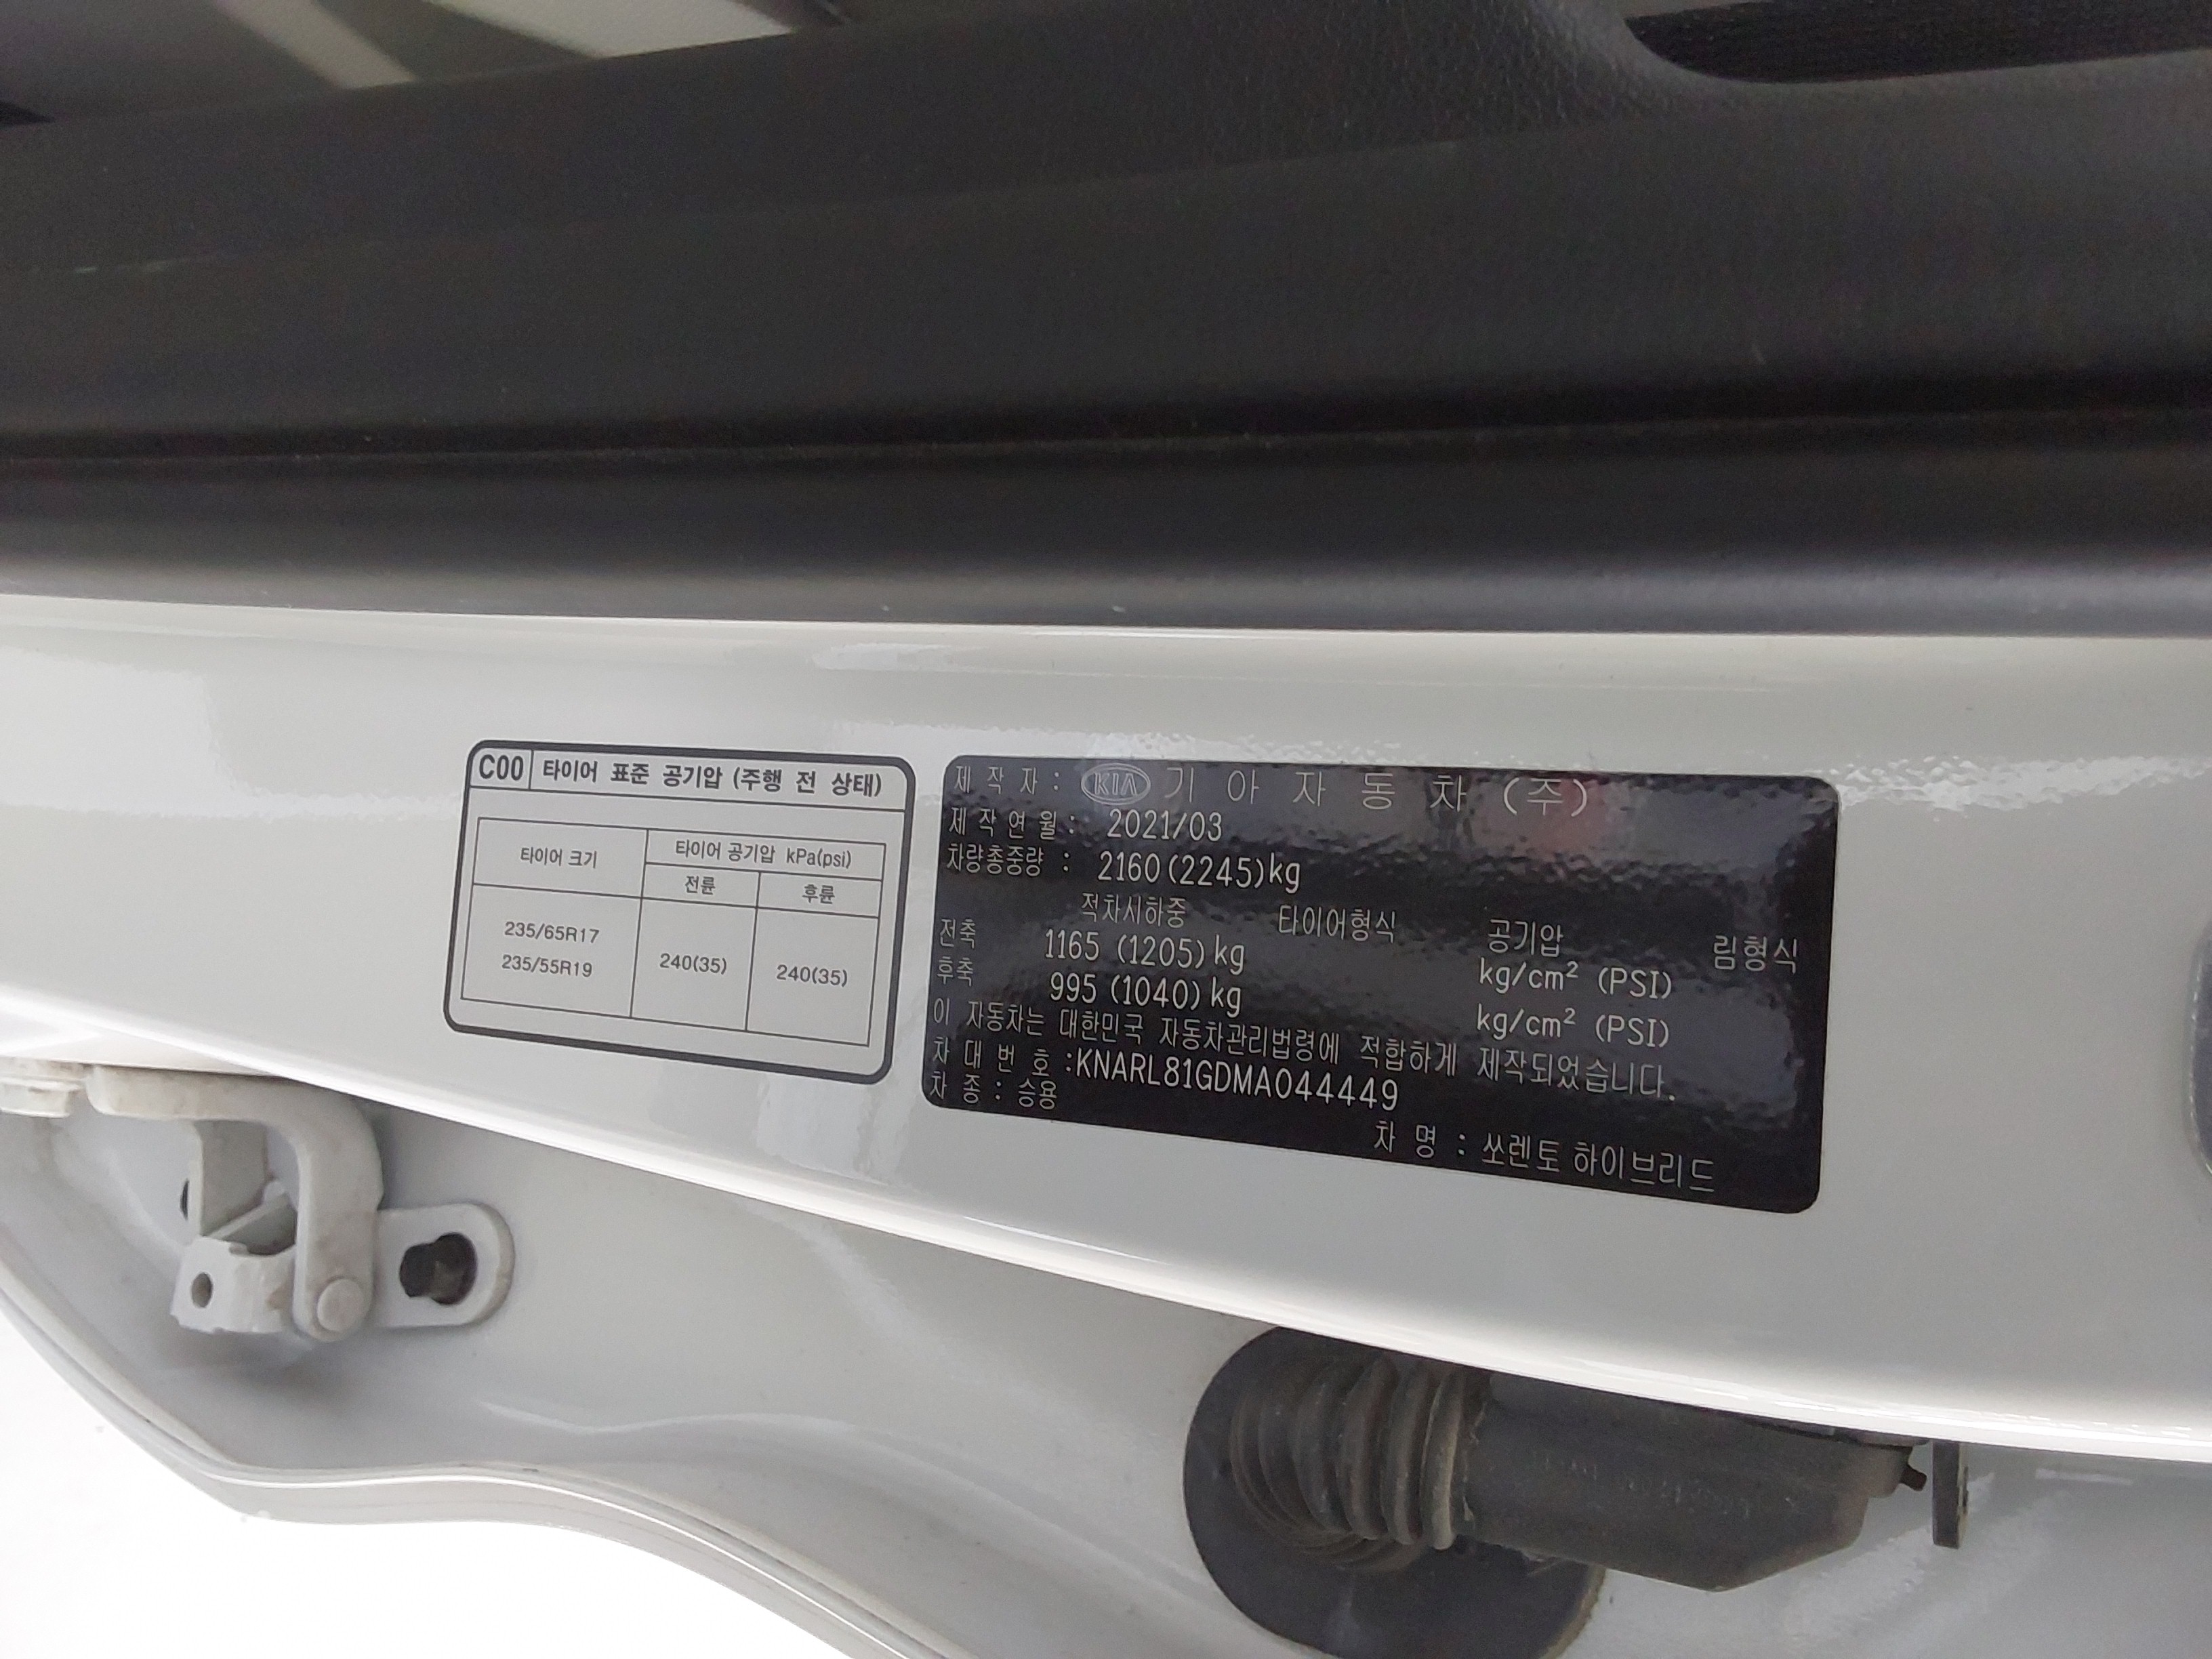 C00 타이어 표준 공기압 (주행 전 상태)
타이어 크기 타이어 공기압 kPa(psi)
전륜 후륜
235/65R17
235/55R19
240(35) 240(35)
제 작 자 : KIA 기 아 자 동 차 (주)
제 작 연 월 : 2021/03
차량총중량 : 2160(2245)kg
적차시하중 타이어형식 공기압 림형식
전축 1165 (1205)kg kg/cm² (PSI)
후축 995 (1040)kg kg/cm² (PSI)
이 자동차는 대한민국 자동차관리법령에 적합하게 제작되었습니다.
차 대 번 호 :KNARL81GDMA044449
차 종 : 승용
차 명 : 쏘렌토 하이브리드